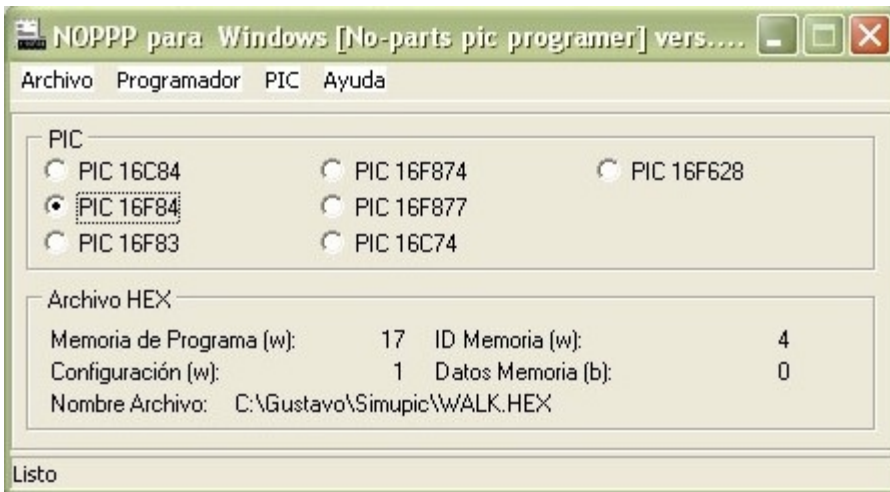 NOPPP para Windows [No-parts pic programer] vers....
Archivo Programador PIC Ayuda
PIC
PIC 16C84 PIC 16F874 PIC 16F628
PIC 16F84 PIC 16F877
PIC 16F83 PIC 16C74
Archivo HEX
Memoria de Programa (w): 17 ID Memoria (w): 4
Configuración (w): 1 Datos Memoria (b): 0
Nombre Archivo: C:\Gustavo\Simupic\WALK.HEX
Listo